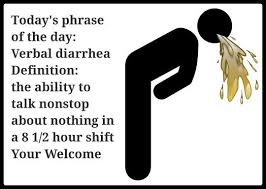 Today's phrase
of the day:
Verbal diarrhea
Definition:
the ability to
talk nonstop
about nothing in
a 8 1/2 hour shift
Your Welcome